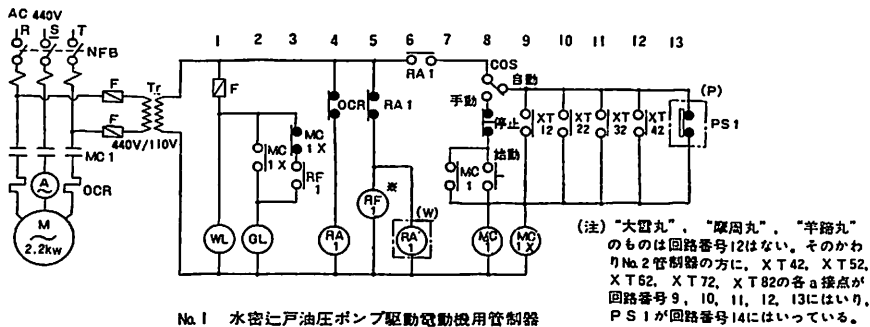 AC 440V
R S T
NFB
F
F
Tr
440V/110V
MC 1
OCR
A
M
2.2kw
1 2 3 4 5 6 7 8 9 10 11 12 13
F
MC
1 X
MC
1 X
RF
1
OCR
RA 1
RA 1
COS
自動
手動
停止
始動
MC
1
XT
12
XT
22
XT
32
XT
42
(P)
PS 1
WL
GL
RA
1
RF
1
※
(W)
RA'
1
MC
1
MC
1X
(注) "大雪丸", "摩周丸", "羊蹄丸"
のものは回路番号12はない。そのかわ
りNo.2管制器の方に, XT42, XT52,
XT62, XT72, XT82の各a接点が
回路番号9, 10, 11, 12, 13にはいり,
PS1が回路番号14にはいっている。
No.1 水密辷戸油圧ポンプ駆動電動機用管制器